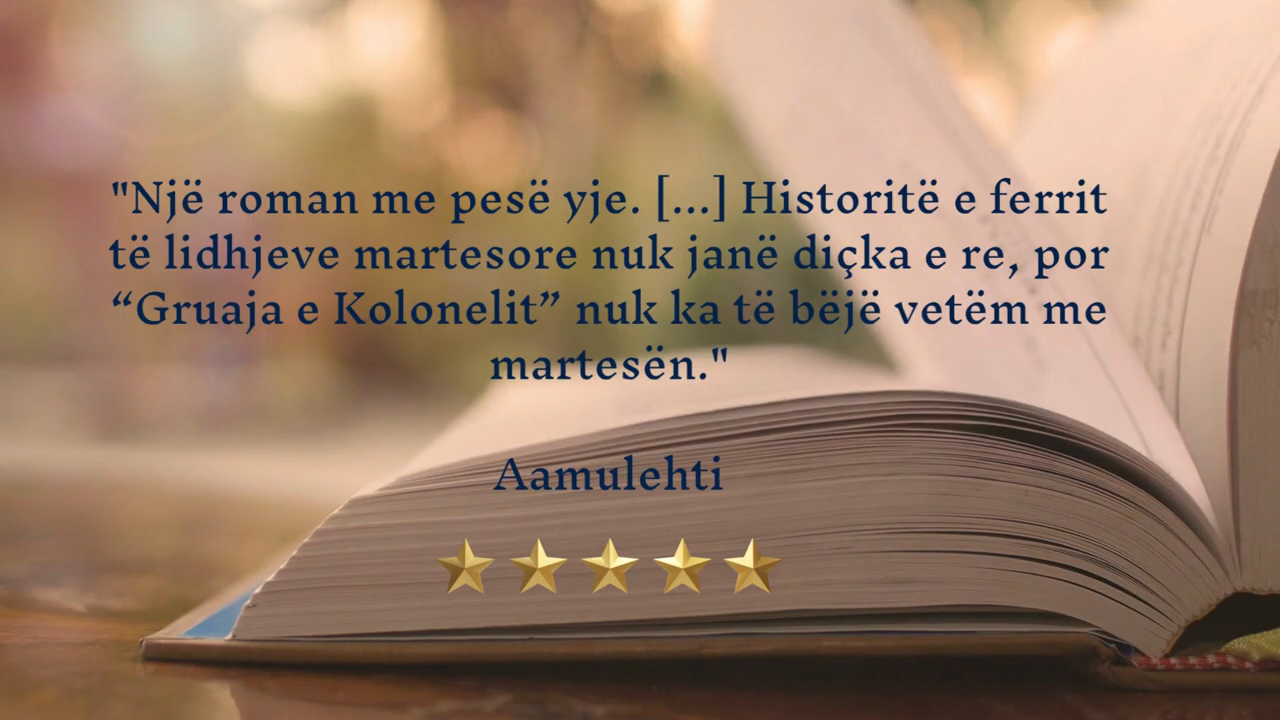 "Një roman me pesë yje. [...] Historitë e ferrit
të lidhjeve martesore nuk janë diçka e re, por
“Gruaja e Kolonelit” nuk ka të bëjë vetëm me
martesën."
Aamulehti